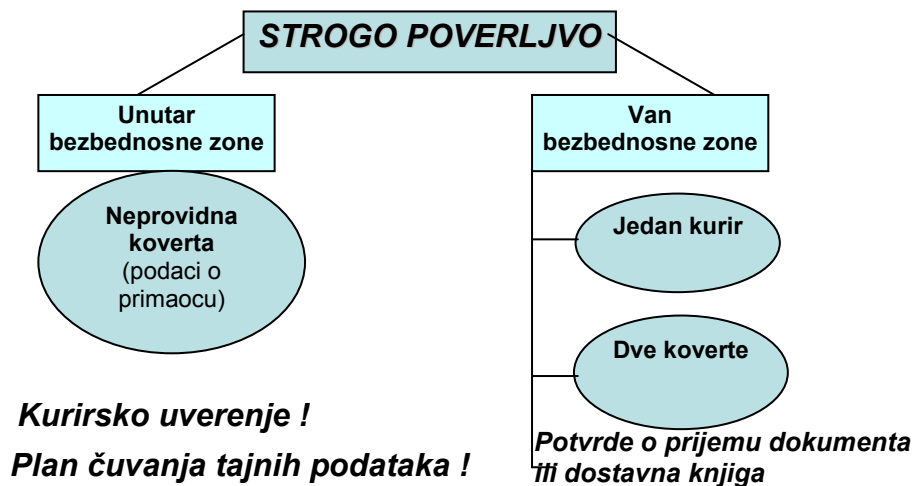 STROGO POVERLJVO
Unutar
bezbednosne zone
Neprovidna
koverta
(podaci o
primaocu)
Van
bezbednosne zone
Jedan kurir
Dve koverte
Potvrde o prijemu dokumenta
ili dostavna knjiga
Kurirsko uverenje !
Plan čuvanja tajnih podataka !